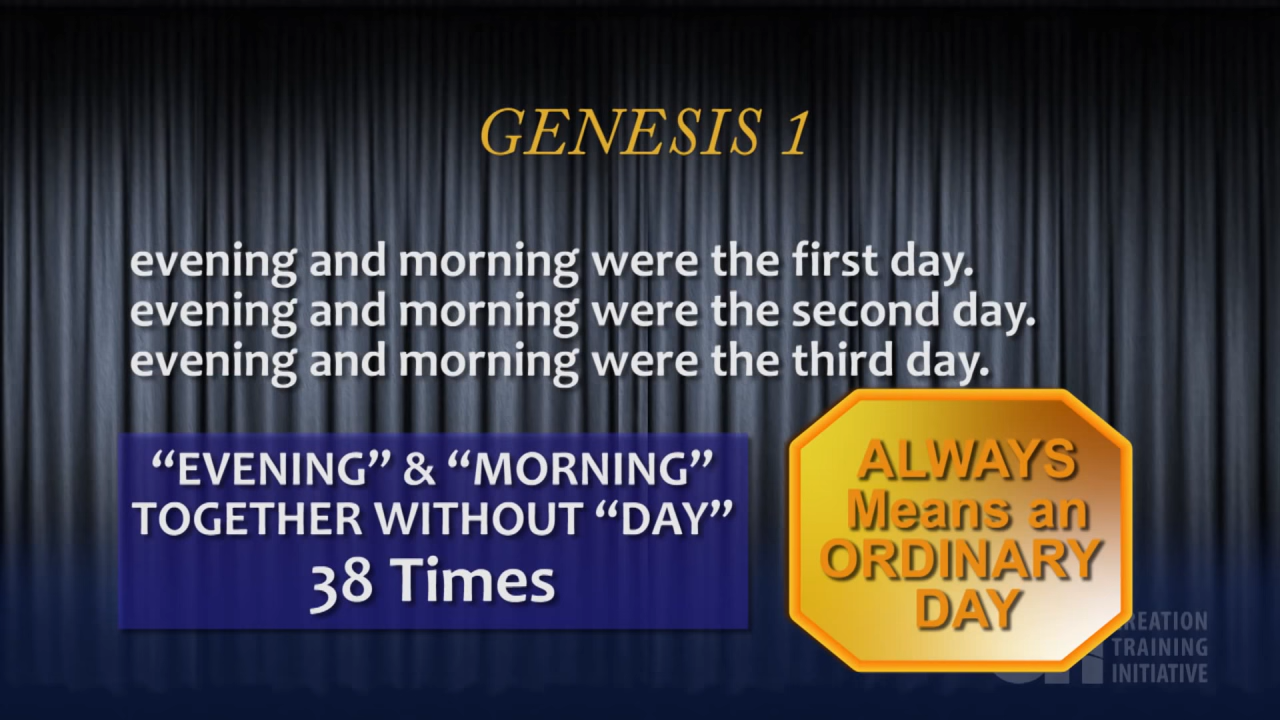 GENESIS 1
evening and morning were the first day.
evening and morning were the second day.
evening and morning were the third day.
“EVENING” & “MORNING”
TOGETHER WITHOUT “DAY”
38 Times
ALWAYS
Means an
ORDINARY
DAY
TRAINING
INITIATIVE